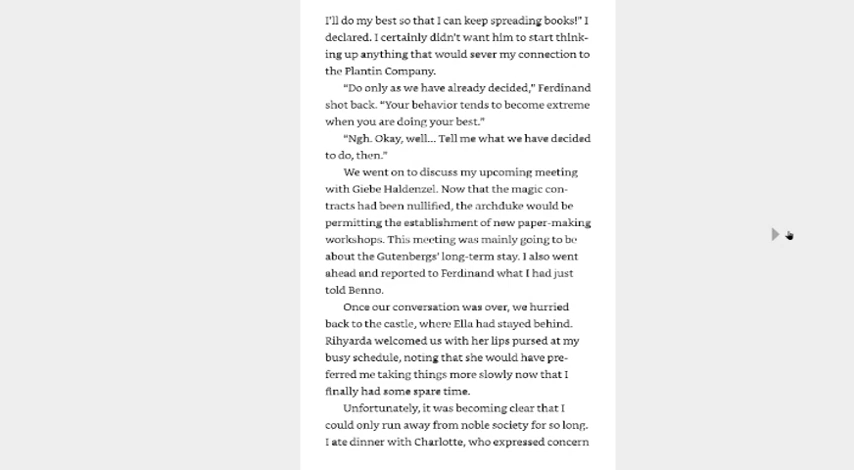 I'll do my best so that I can keep spreading books!" I
declared. I certainly didn't want him to start think-
ing up anything that would sever my connection to
the Plantin Company.
"Do only as we have already decided," Ferdinand
shot back. "Your behavior tends to become extreme
when you are doing your best."
"Ngh. Okay, well... Tell me what we have decided
to do, then."
We went on to discuss my upcoming meeting
with Giebe Haldenzel. Now that the magic con-
tracts had been nullified, the archduke would be
permitting the establishment of new paper-making
workshops. This meeting was mainly going to be
about the Gutenbergs' long-term stay. I also went
ahead and reported to Ferdinand what I had just
told Benno.
Once our conversation was over, we hurried
back to the castle, where Ella had stayed behind.
Rihyarda welcomed us with her lips pursed at my
busy schedule, noting that she would have pre-
ferred me taking things more slowly now that I
finally had some spare time.
Unfortunately, it was becoming clear that I
could only run away from noble society for so long.
I ate dinner with Charlotte, who expressed concern